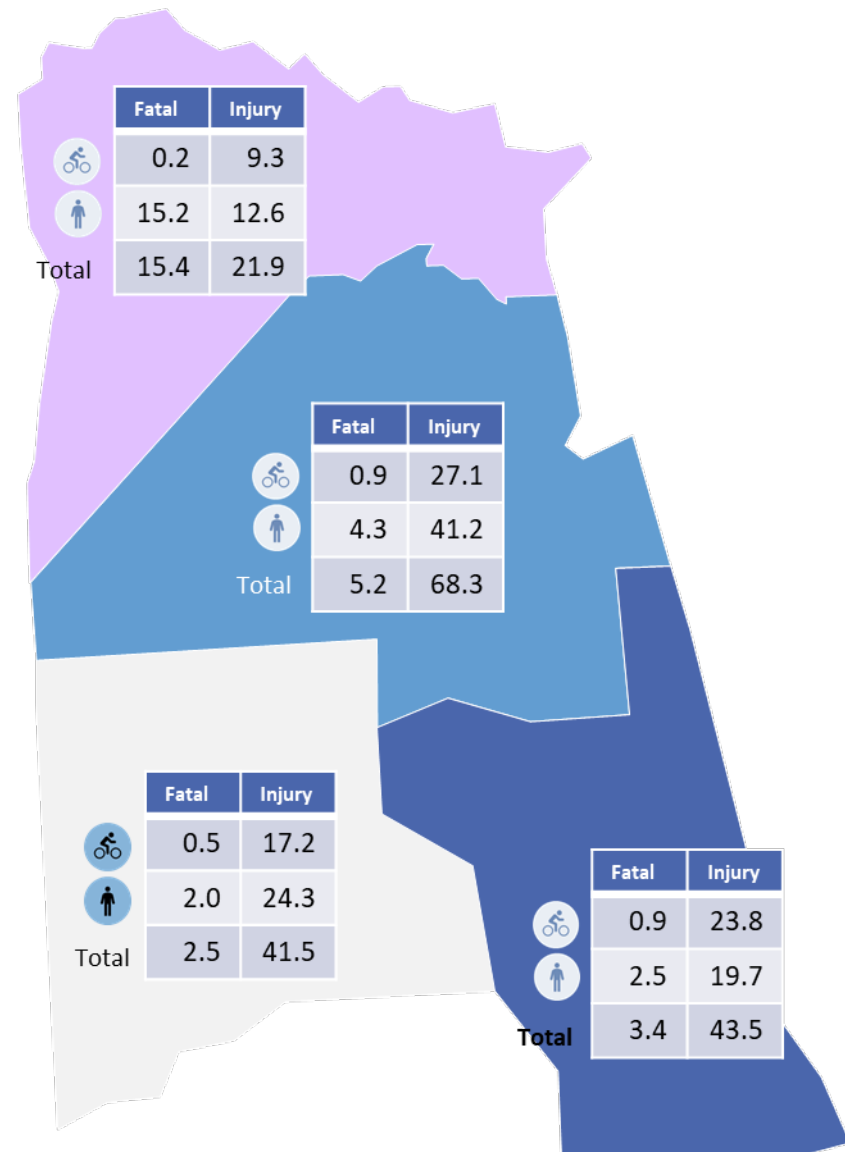 Fatal Injury
0.2 9.3
15.2 12.6
Total 15.4 21.9
Fatal Injury
0.9 27.1
4.3 41.2
Total 5.2 68.3
Fatal Injury
0.5 17.2
2.0 24.3
Total 2.5 41.5
Fatal Injury
0.9 23.8
2.5 19.7
Total 3.4 43.5